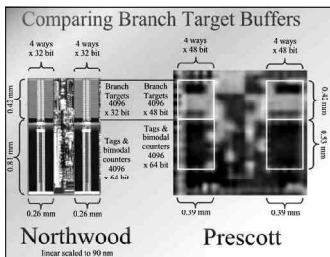 Comparing Branch Target Buffers
4 ways
x 32 bit
4 ways
x 32 bit
4 ways
x 48 bit
4 ways
x 48 bit
0.42 mm
Branch
Targets
4096
x 32 bit
Branch
Targets
4096
x 48 bit
0.42 mm
0.81 mm
Tags &
bimodal
counters
4096
x 64 bit
Tags &
bimodal
counters
4096
x 64 bit
0.53 mm
0.26 mm
0.26 mm
0.39 mm
0.39 mm
Northwood
linear scaled to 90 nm
Prescott